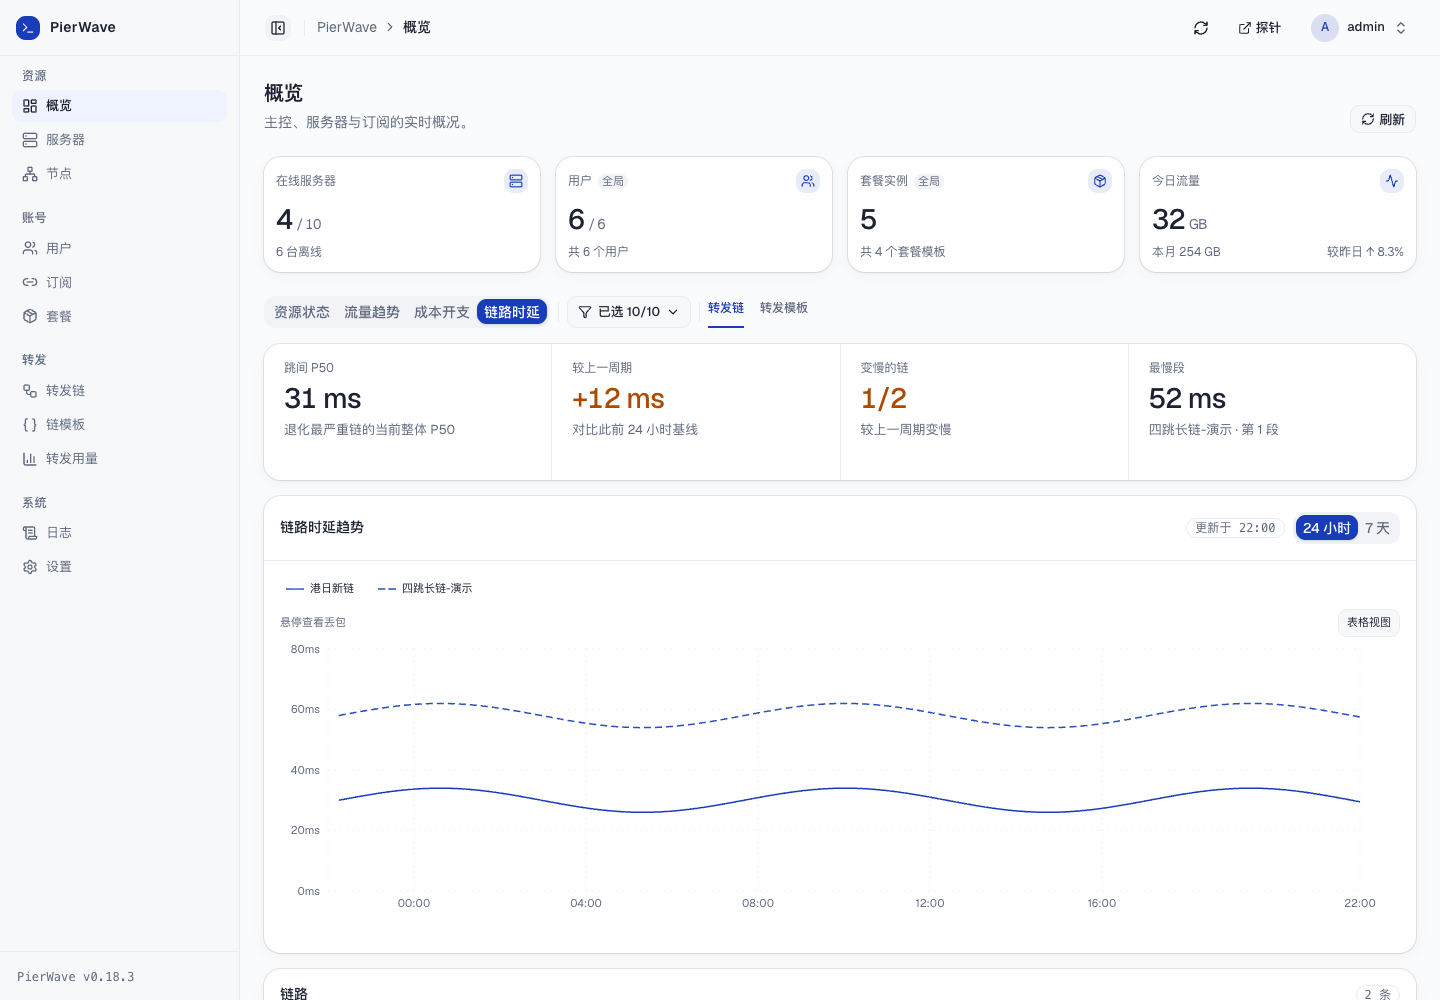 PierWave
PierWave > 概览
探针
A admin
资源
概览
服务器
节点
账号
用户
订阅
套餐
转发
转发链
链模板
转发用量
系统
日志
设置
PierWave v0.18.3
概览
主控、服务器与订阅的实时概况。
刷新
在线服务器
4 / 10
6 台离线
用户 全局
6 / 6
共 6 个用户
套餐实例 全局
5
共 4 个套餐模板
今日流量
32 GB
本月 254 GB 较昨日 ↑ 8.3%
资源状态 流量趋势 成本开支 链路时延
已选 10/10
转发链 转发模板
跳间 P50
31 ms
退化最严重链的当前整体 P50
较上一周期
+12 ms
对比此前 24 小时基线
变慢的链
1/2
较上一周期变慢
最慢段
52 ms
四跳长链-演示 · 第 1 段
链路时延趋势
更新于 22:00
24 小时 7 天
港日新链 四跳长链-演示
悬停查看丢包
表格视图
80ms
60ms
40ms
20ms
0ms
00:00 04:00 08:00 12:00 16:00 22:00
链路
2 条